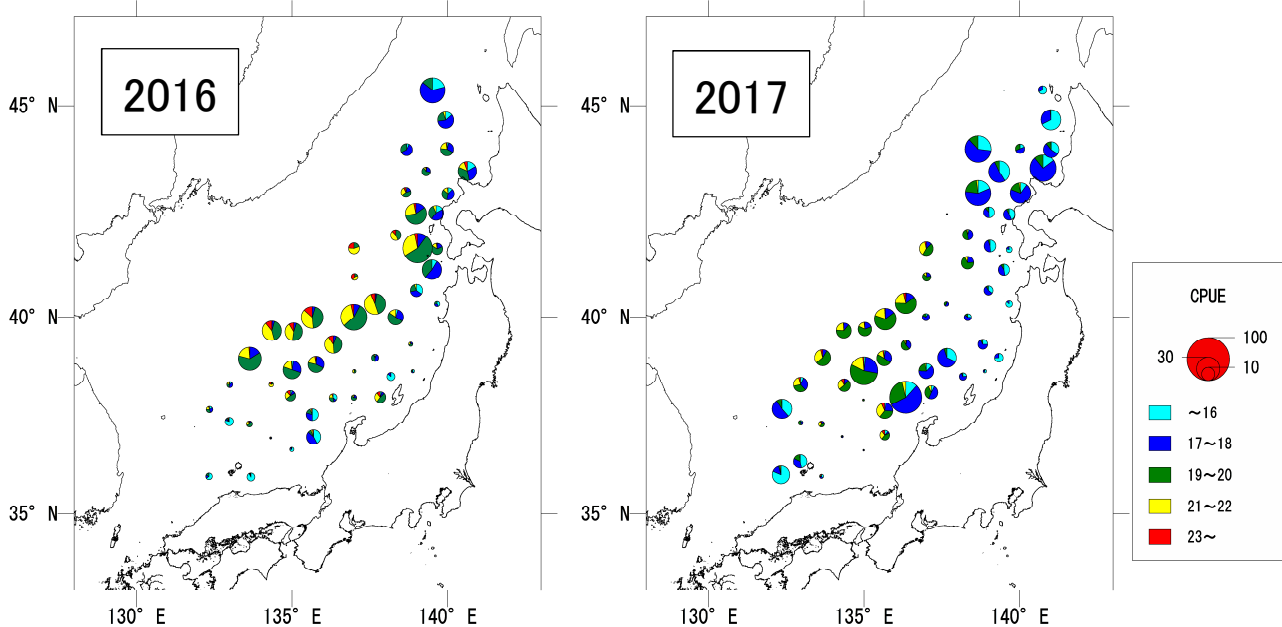 2016
45° N
40° N
35° N
130° E
135° E
140° E
2017
45° N
40° N
35° N
130° E
135° E
140° E
CPUE
100
30
10
～16
17～18
19～20
21～22
23～